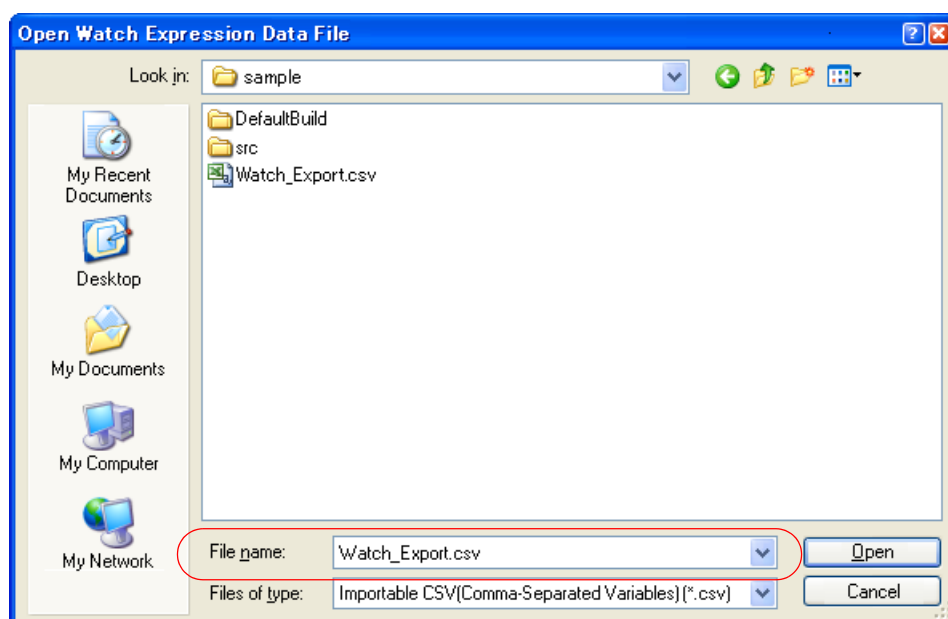 Open Watch Expression Data File
Look in: sample
DefaultBuild
src
Watch_Export.csv
My Recent
Documents
Desktop
My Documents
My Computer
My Network
File name: Watch_Export.csv Open
Files of type: Importable CSV(Comma-Separated Variables)(*.csv) Cancel